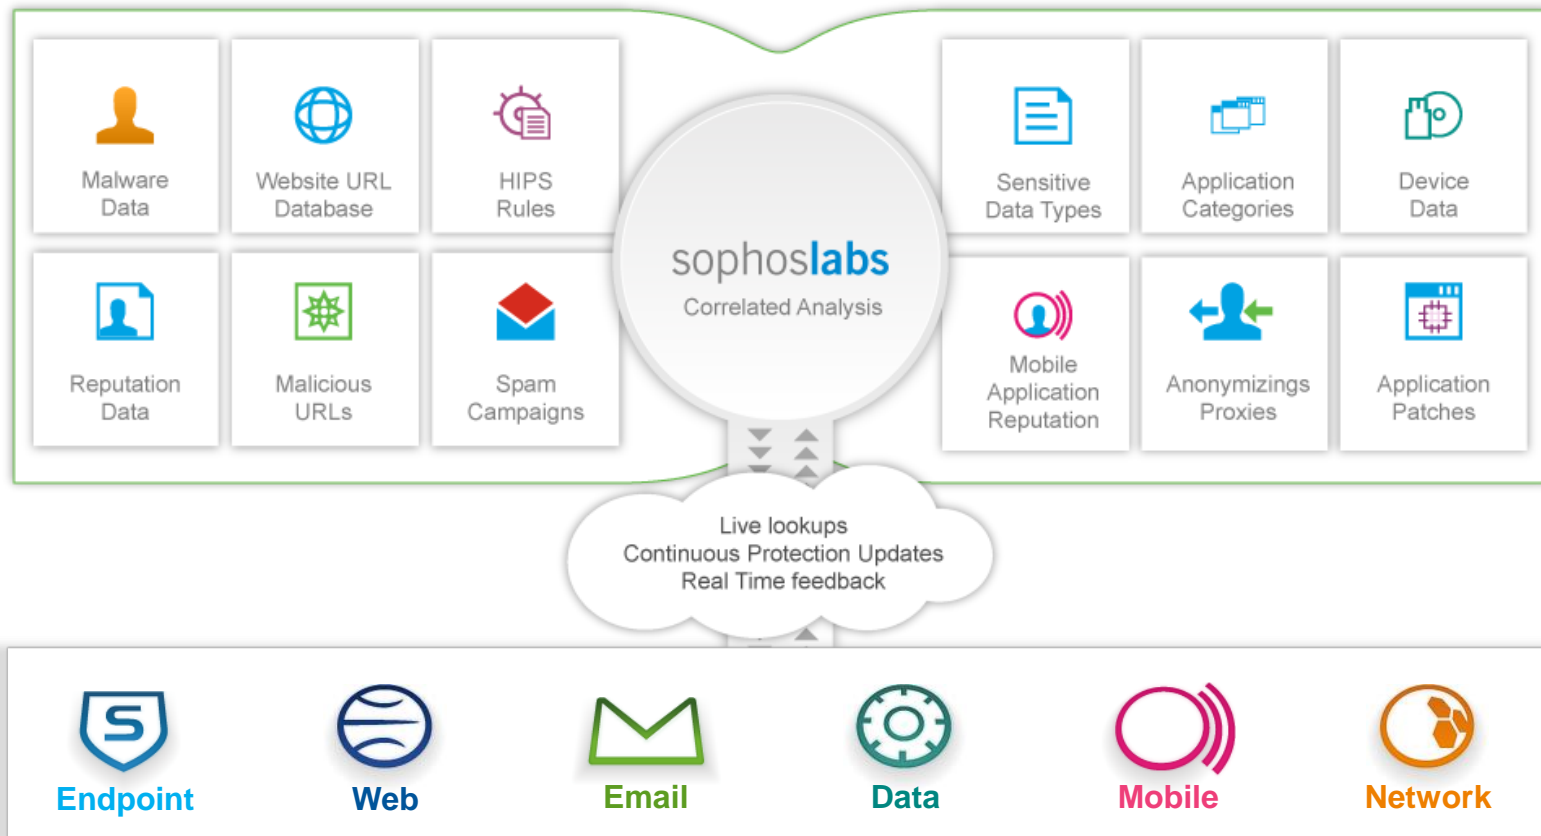 Malware
Data
Website URL
Database
HIPS
Rules
Reputation
Data
Malicious
URLs
Spam
Campaigns
sophoslabs
Correlated Analysis
Sensitive
Data Types
Application
Categories
Device
Data
Mobile
Application
Reputation
Anonymizings
Proxies
Application
Patches
Live lookups
Continuous Protection Updates
Real Time feedback
S
Endpoint
Web
Email
Data
Mobile
Network